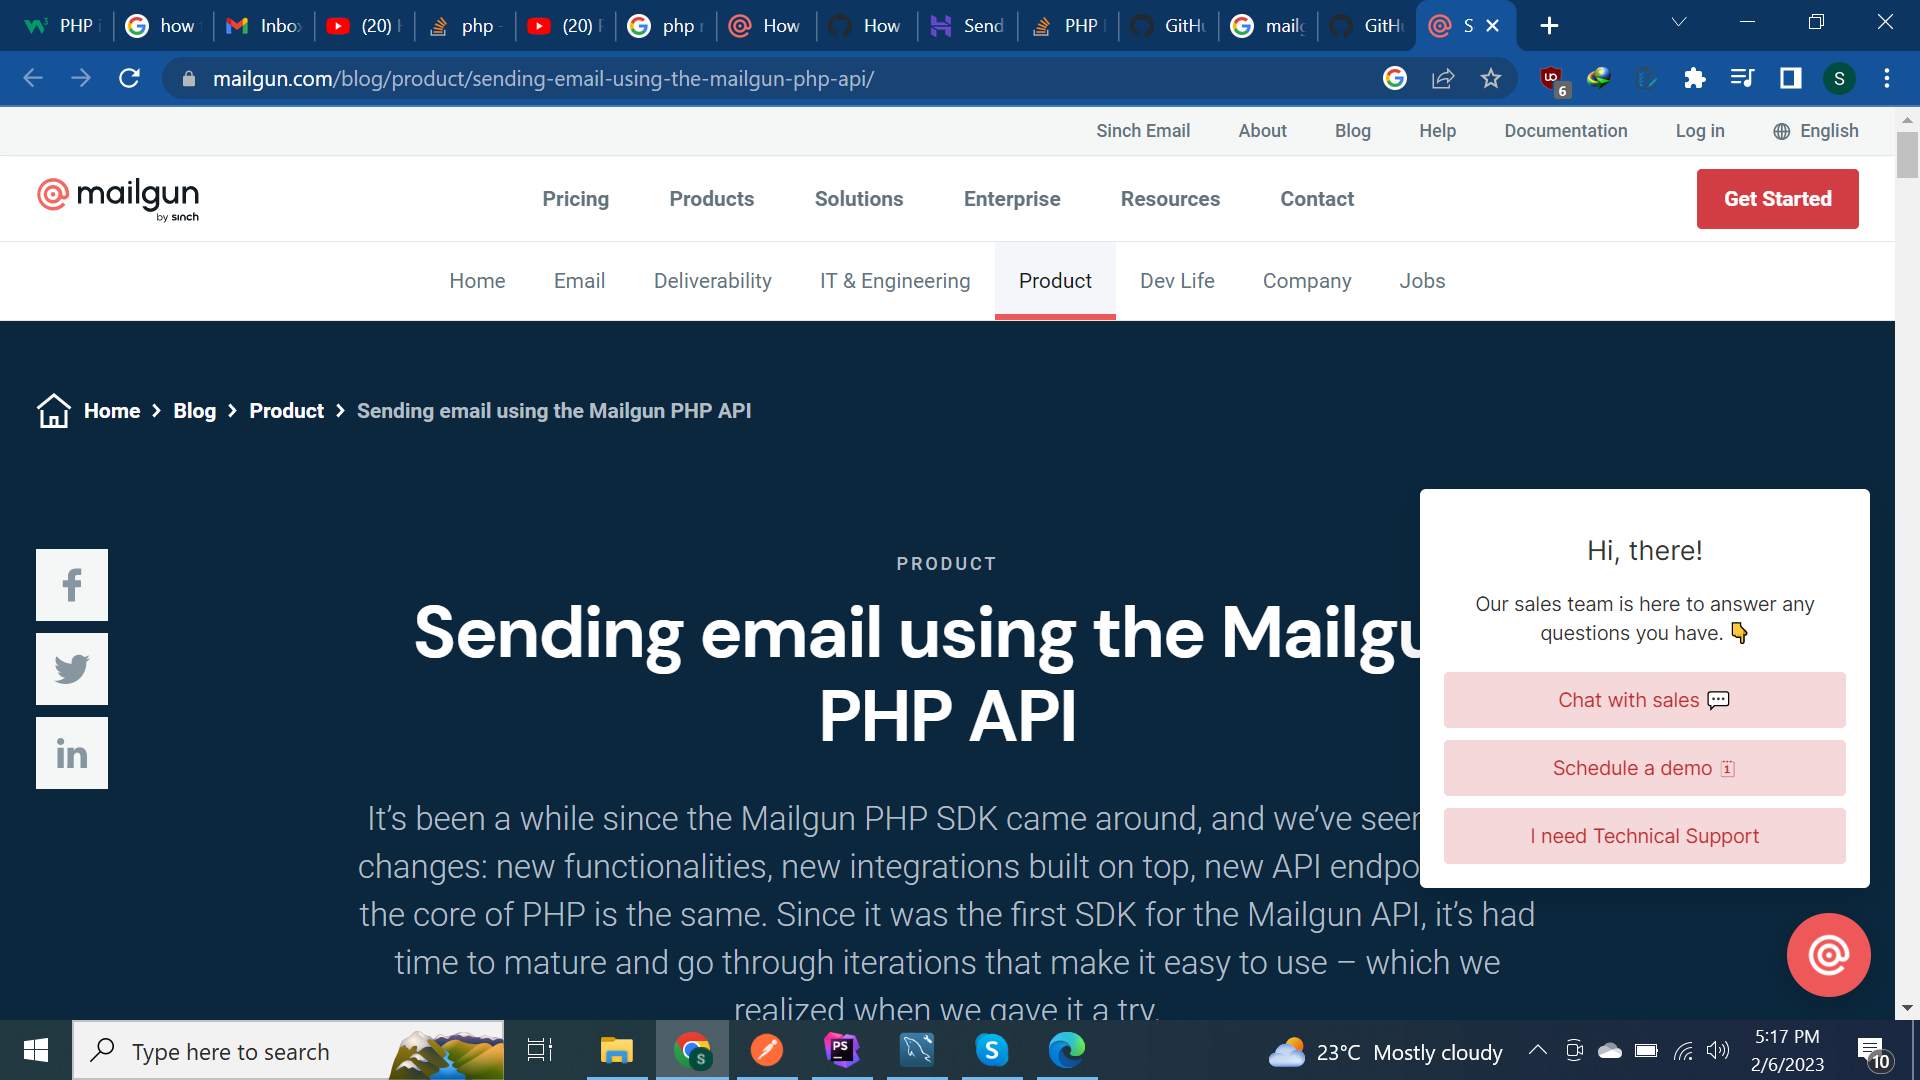 PHP i
how
Inbox
(20) H
php -
(20) F
php r
How
How
Send
PHP
GitHu
mailg
GitHu
S
mailgun.com/blog/product/sending-email-using-the-mailgun-php-api/
6
S
Sinch Email
About
Blog
Help
Documentation
Log in
English
mailgun
by sinch
Pricing
Products
Solutions
Enterprise
Resources
Contact
Get Started
Home
Email
Deliverability
IT & Engineering
Product
Dev Life
Company
Jobs
Home
Blog
Product
Sending email using the Mailgun PHP API
PRODUCT
Sending email using the Mailgu
PHP API
It’s been a while since the Mailgun PHP SDK came around, and we’ve seen
changes: new functionalities, new integrations built on top, new API endpo
the core of PHP is the same. Since it was the first SDK for the Mailgun API, it’s had
time to mature and go through iterations that make it easy to use – which we
realized when we gave it a try.
Hi, there!
Our sales team is here to answer any
questions you have. 👇
Chat with sales 💬
Schedule a demo
I need Technical Support
Type here to search
23°C Mostly cloudy
5:17 PM
2/6/2023
10